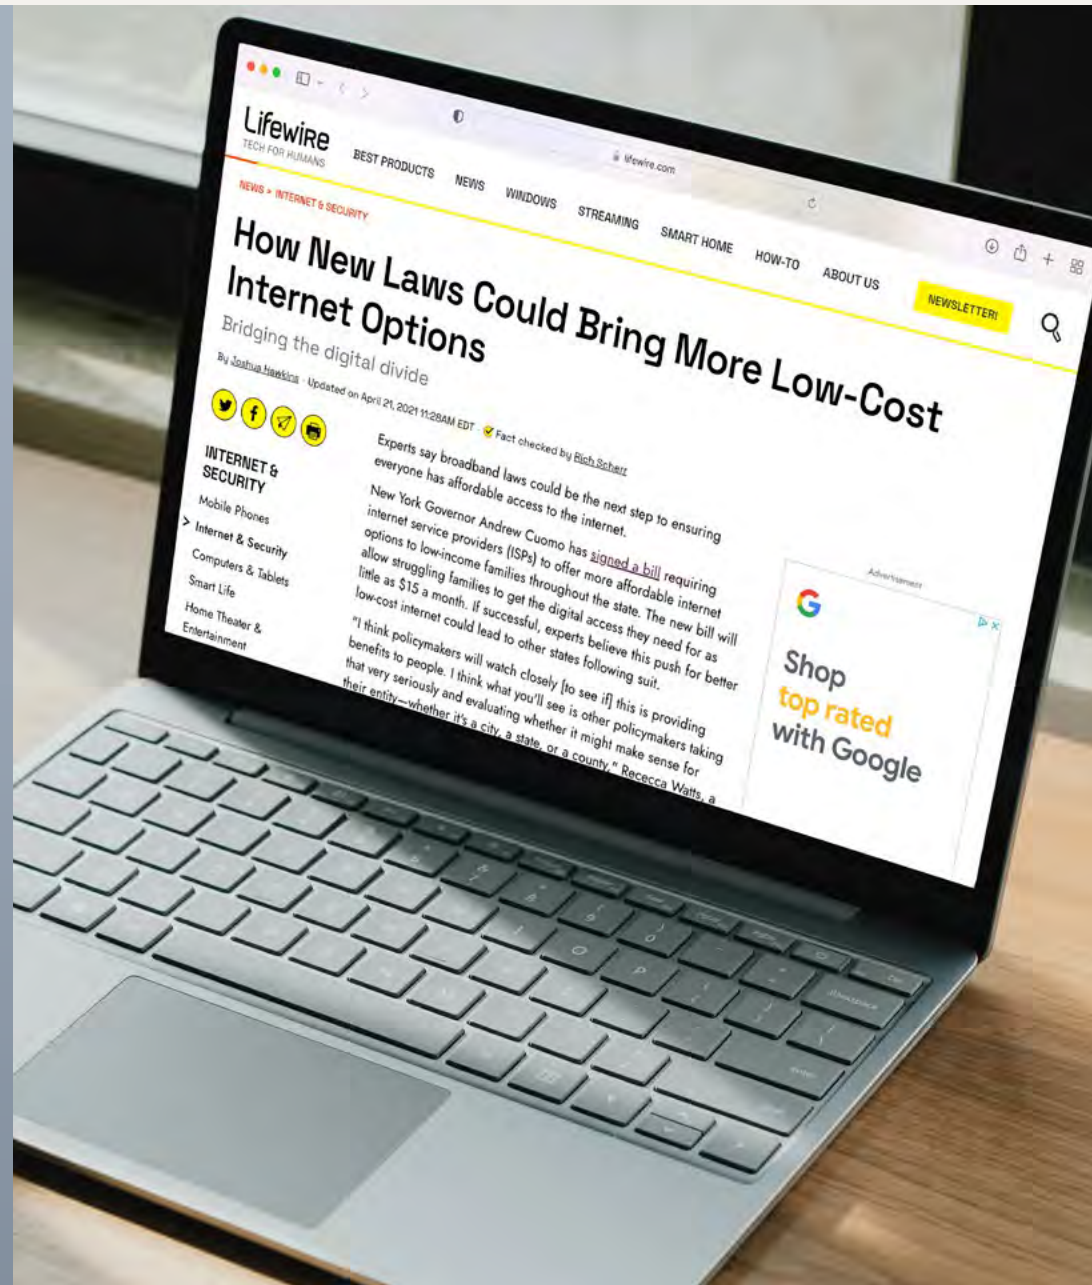 lifewire.com
Lifewire
TECH FOR HUMANS
BEST PRODUCTS
NEWS
WINDOWS
STREAMING
SMART HOME
HOW-TO
ABOUT US
NEWSLETTER!
NEWS > INTERNET & SECURITY
How New Laws Could Bring More Low-Cost
Internet Options
Bridging the digital divide
By Joshua Hawkins · Updated on April 21, 2021 11:28AM EDT · Fact checked by Rich Scherr
INTERNET &
SECURITY
Mobile Phones
> Internet & Security
Computers & Tablets
Smart Life
Home Theater &
Entertainment
Experts say broadband laws could be the next step to ensuring
everyone has affordable access to the internet.
New York Governor Andrew Cuomo has signed a bill requiring
internet service providers (ISPs) to offer more affordable internet
options to low-income families throughout the state. The new bill will
allow struggling families to get the digital access they need for as
little as $15 a month. If successful, experts believe this push for better
low-cost internet could lead to other states following suit.
"I think policymakers will watch closely [to see if] this is providing
benefits to people. I think what you'll see is other policymakers taking
that very seriously and evaluating whether it might make sense for
their entity—whether it's a city, a state, or a county," Rececca Watts, a
Advertisement
G
Shop
top rated
with Google